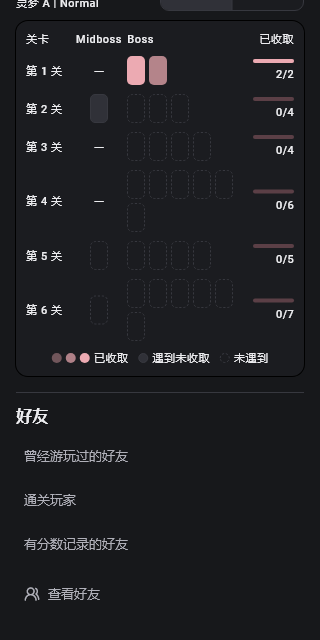 灵梦 A | Normal
关卡 Midboss Boss 已收取
第 1 关 — 2/2
第 2 关 0/4
第 3 关 — 0/4
第 4 关 — 0/6
第 5 关 0/5
第 6 关 0/7
已收取 遇到未收取 未遇到
好友
曾经游玩过的好友
通关玩家
有分数记录的好友
查看好友